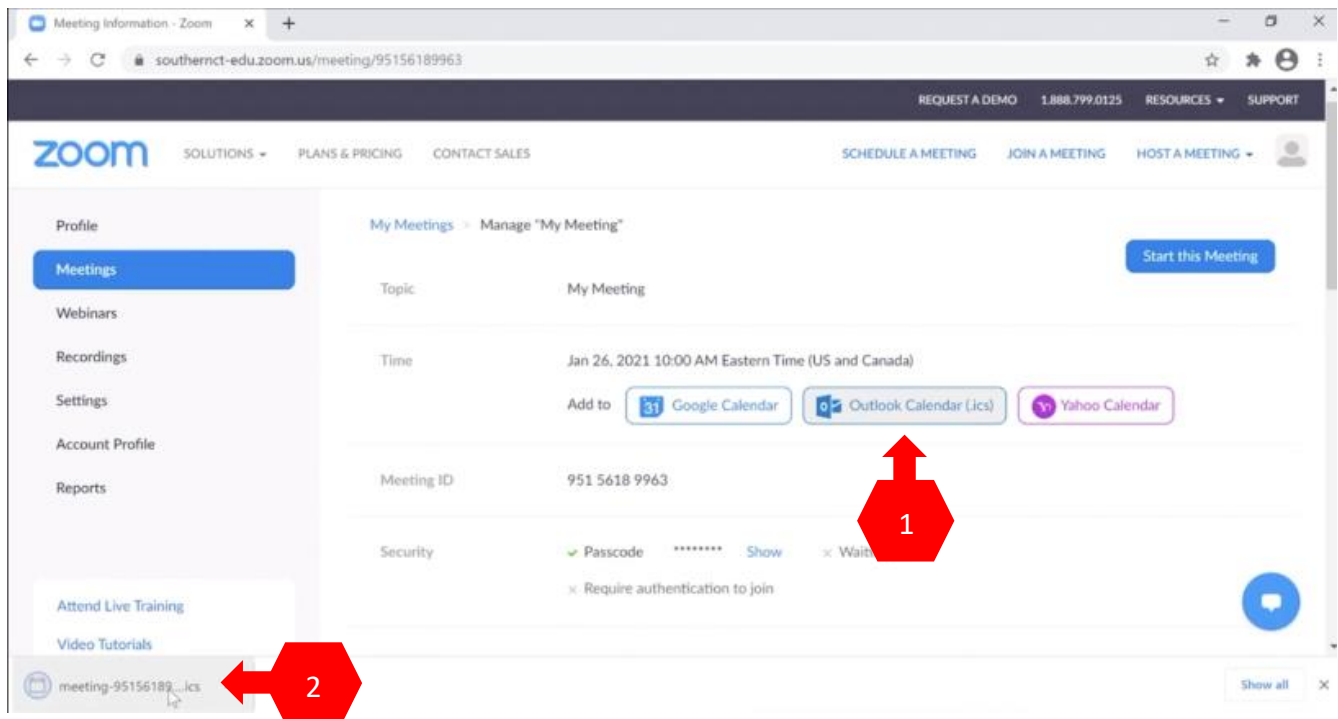 Meeting Information - Zoom
southernct-edu.zoom.us/meeting/95156189963
REQUEST A DEMO 1.888.799.0125 RESOURCES SUPPORT
zoom SOLUTIONS PLANS & PRICING CONTACT SALES SCHEDULE A MEETING JOIN A MEETING HOST A MEETING
Profile
Meetings
Webinars
Recordings
Settings
Account Profile
Reports
Attend Live Training
Video Tutorials
My Meetings > Manage "My Meeting"
Start this Meeting
Topic My Meeting
Time Jan 26, 2021 10:00 AM Eastern Time (US and Canada)
Add to 31 Google Calendar Outlook Calendar (.ics) Yahoo Calendar
Meeting ID 951 5618 9963
1
Security Passcode ******** Show
Require authentication to join
meeting-95156189....ics
2
Show all